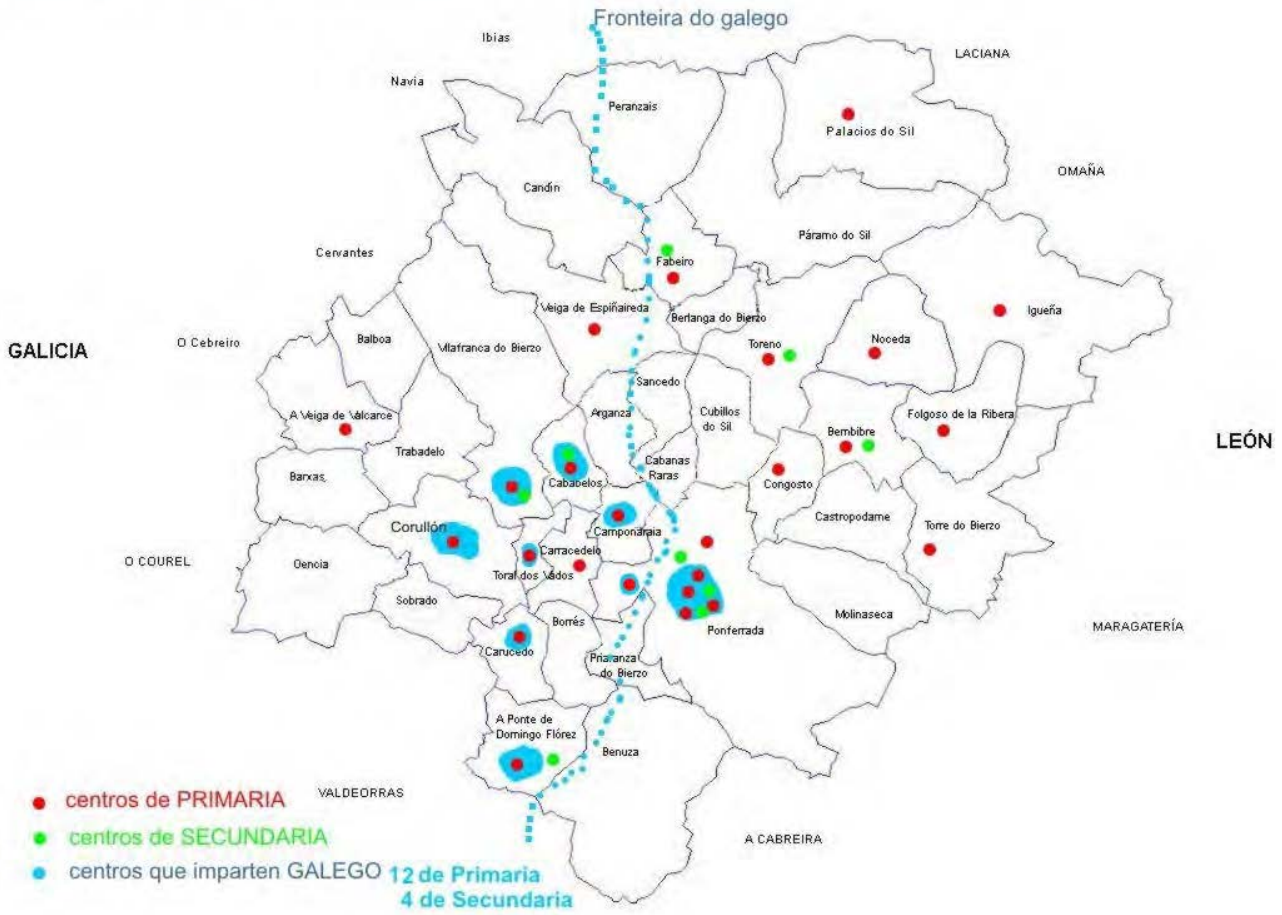 Fronteira do galego
Ibias
LACIANA
Navia
Peranzais
Palacios do Sil
OMAÑA
Candín
Páramo do Sil
Cervantes
Fabeiro
Veiga de Espiñaireda
Berlanga do Bierzo
Igueña
O Cebreiro
Balboa
Vilafranca do Bierzo
Toreno
Noceda
GALICIA
Sancedo
Arganza
Cubillos
do Sil
A Veiga de Valcarce
Folgoso de la Ribera
Bembibre
LEÓN
Trabadelo
Cabanas
Raras
Barxas
Cababelos
Congosto
Castropodame
Torre do Bierzo
Corullón
Camponaraia
Carracedelo
O COUREL
Oencia
Toral dos Vados
Sobrado
Borrés
Molinaseca
Ponferrada
MARAGATERÍA
Carucedo
Priaranza
do Bierzo
A Ponte de
Domingo Flórez
Benuza
VALDEORRAS
A CABREIRA
centros de PRIMARIA
centros de SECUNDARIA
centros que imparten GALEGO 12 de Primaria
4 de Secundaria